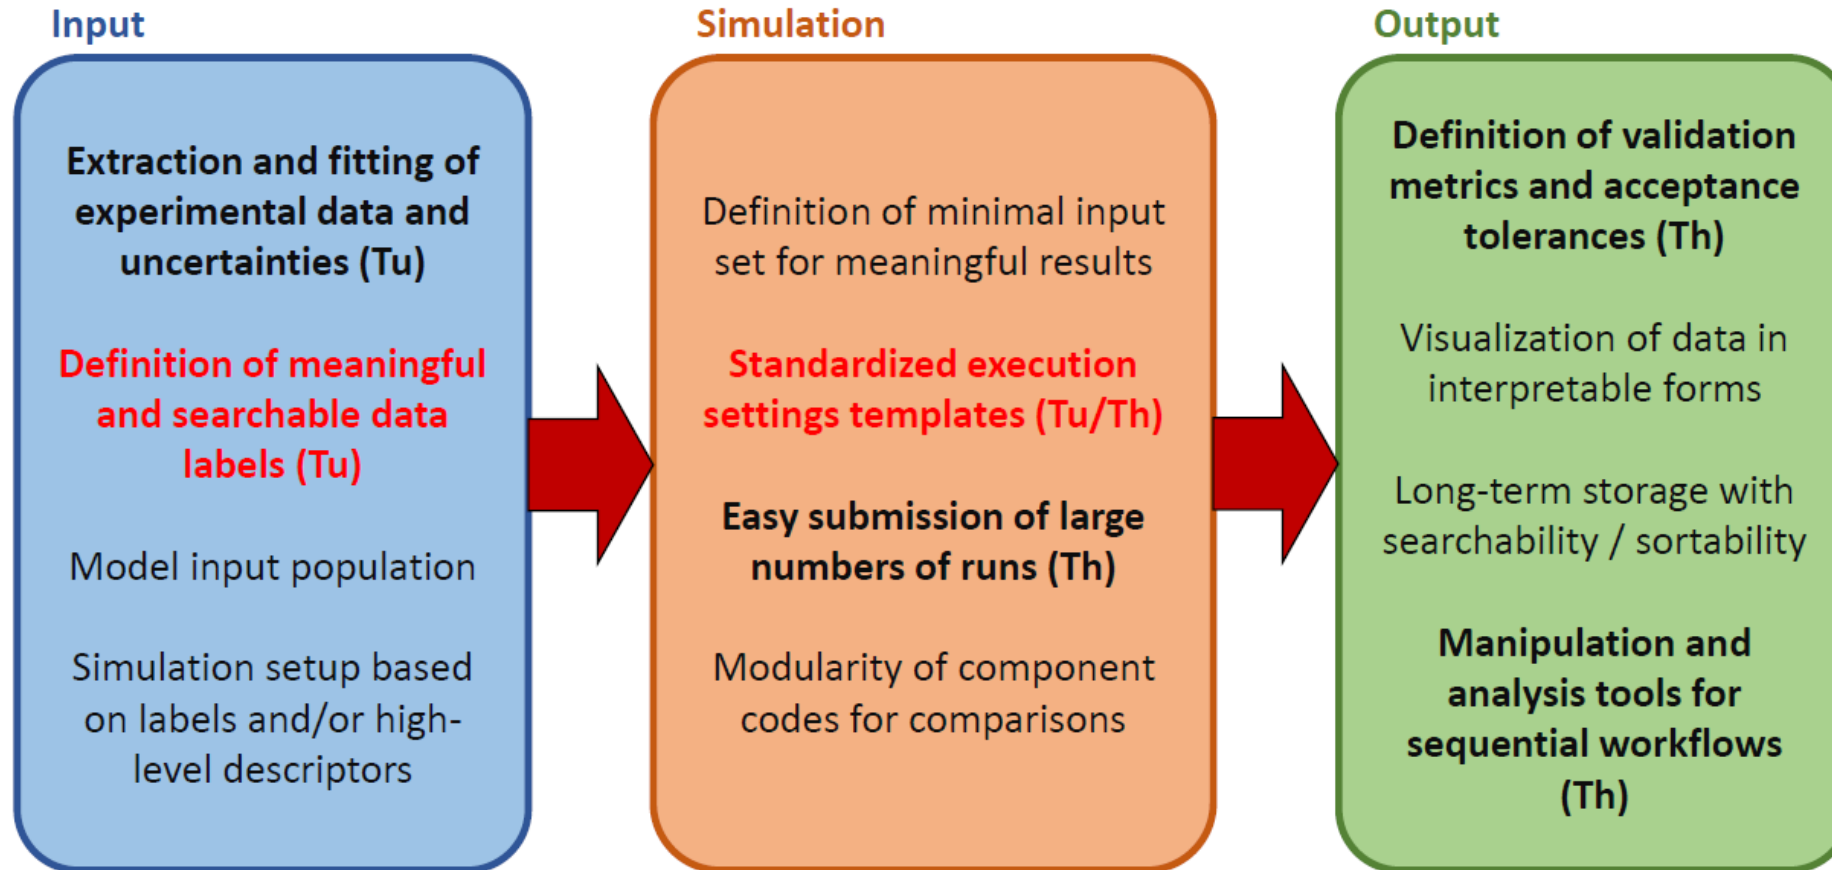 Input
Extraction and fitting of
experimental data and
uncertainties (Tu)
Definition of meaningful
and searchable data
labels (Tu)
Model input population
Simulation setup based
on labels and/or high-
level descriptors
Simulation
Definition of minimal input
set for meaningful results
Standardized execution
settings templates (Tu/Th)
Easy submission of large
numbers of runs (Th)
Modularity of component
codes for comparisons
Output
Definition of validation
metrics and acceptance
tolerances (Th)
Visualization of data in
interpretable forms
Long-term storage with
searchability / sortability
Manipulation and
analysis tools for
sequential workflows
(Th)